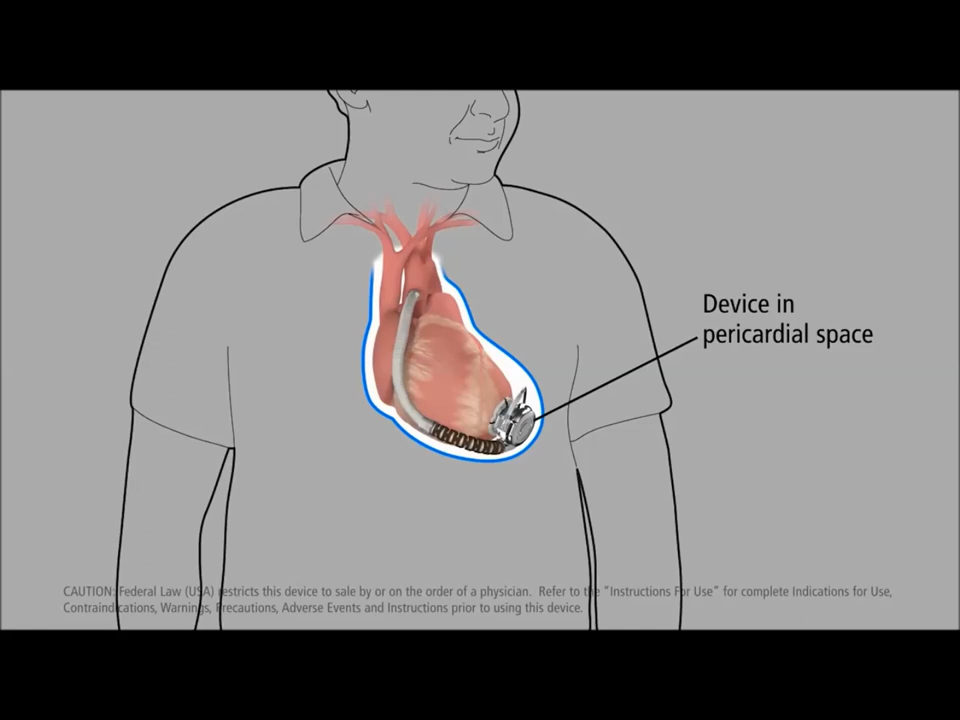 Device in
pericardial space
CAUTION: Federal Law (USA) restricts this device to sale by or on the order of a physician. Refer to the "Instructions For Use" for complete Indications for Use,
Contraindications, Warnings, Precautions, Adverse Events and Instructions prior to using this device.